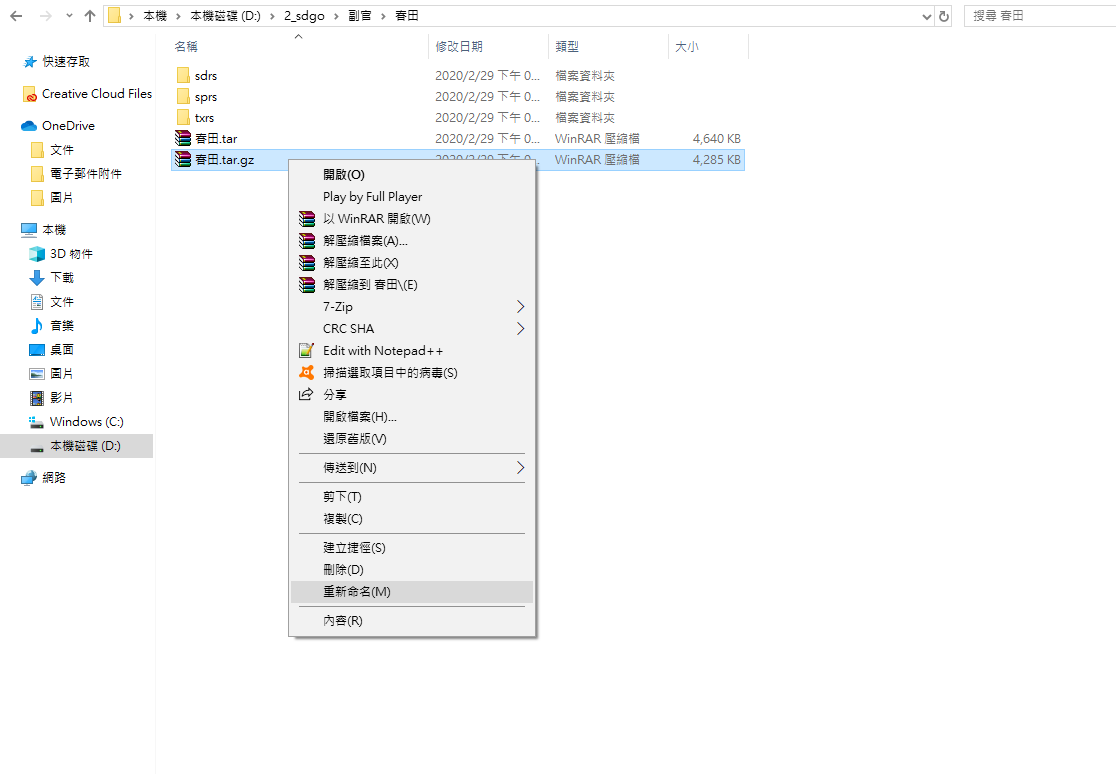 本機 › 本機磁碟 (D:) › 2_sdgo › 副官 › 春田
搜尋 春田
名稱 修改日期 類型 大小
快速存取
Creative Cloud Files
OneDrive
文件
電子郵件附件
圖片
本機
3D 物件
下載
文件
音樂
桌面
圖片
影片
Windows (C:)
本機磁碟 (D:)
網路
sdrs 2020/2/29 下午 0... 檔案資料夾
sprs 2020/2/29 下午 0... 檔案資料夾
txrs 2020/2/29 下午 0... 檔案資料夾
春田.tar 2020/2/29 下午 0... WinRAR 壓縮檔 4,640 KB
春田.tar.gz 2020/2/29 下午 0... WinRAR 壓縮檔 4,285 KB
開啟(O)
Play by Full Player
以 WinRAR 開啟(W)
解壓縮檔案(A)...
解壓縮至此(X)
解壓縮到 春田\(E)
7-Zip
CRC SHA
Edit with Notepad++
掃描選取項目中的病毒(S)
分享
開啟檔案(H)...
還原舊版(V)
傳送到(N)
剪下(T)
複製(C)
建立捷徑(S)
刪除(D)
重新命名(M)
內容(R)